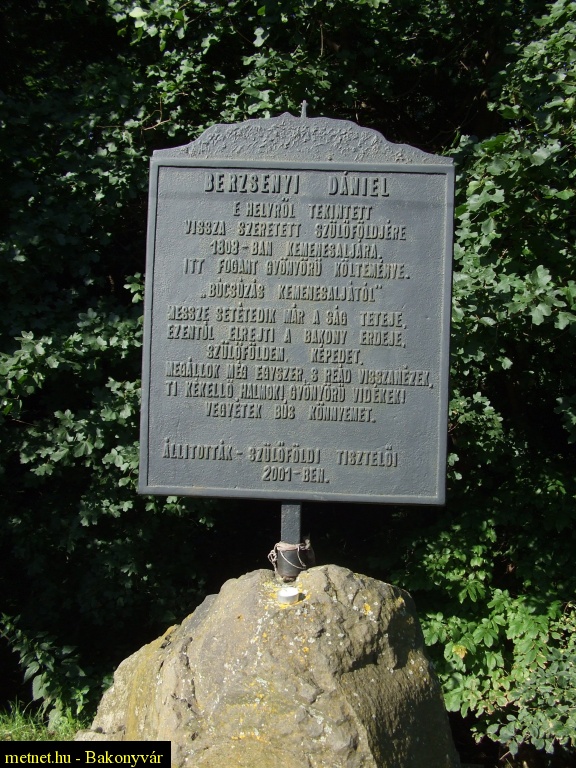 BERZSENYI DÁNIEL
E HELYRŐL TEKINTETT
VISSZA SZERETETT SZÜLŐFÖLDJÉRE
1808-BAN KEMENESALJÁRA.
ITT FOGANT GYÖNYÖRŰ KÖLTEMÉNYE.
„BÚCSÚZÁS KEMENESALJÁTÓL"
MESSZE SETÉTEDIK MÁR A SÁG TETEJE,
EZENTÚL ELREJTI A BAKONY ERDEJE,
SZÜLŐFÖLDEM, KÉPEDET.
MEGÁLLOK MÉG EGYSZER, S REÁD VISSZANÉZEK,
TI KÉKELLŐ HALMOK! GYÖNYÖRŰ VIDÉKEK!
VEGYÉTEK BÚS KÖNNYEMET.
ÁLLÍTOTTÁK - SZÜLŐFÖLDI TISZTELŐI
2001-BEN.
metnet.hu - Bakonyvár